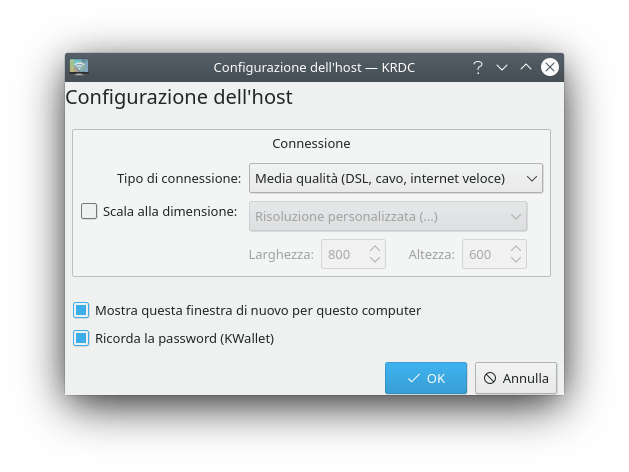 Configurazione dell'host — KRDC
Configurazione dell'host
Connessione
Tipo di connessione: Media qualità (DSL, cavo, internet veloce)
Scala alla dimensione: Risoluzione personalizzata (...)
Larghezza: 800 Altezza: 600
Mostra questa finestra di nuovo per questo computer
Ricorda la password (KWallet)
OK Annulla